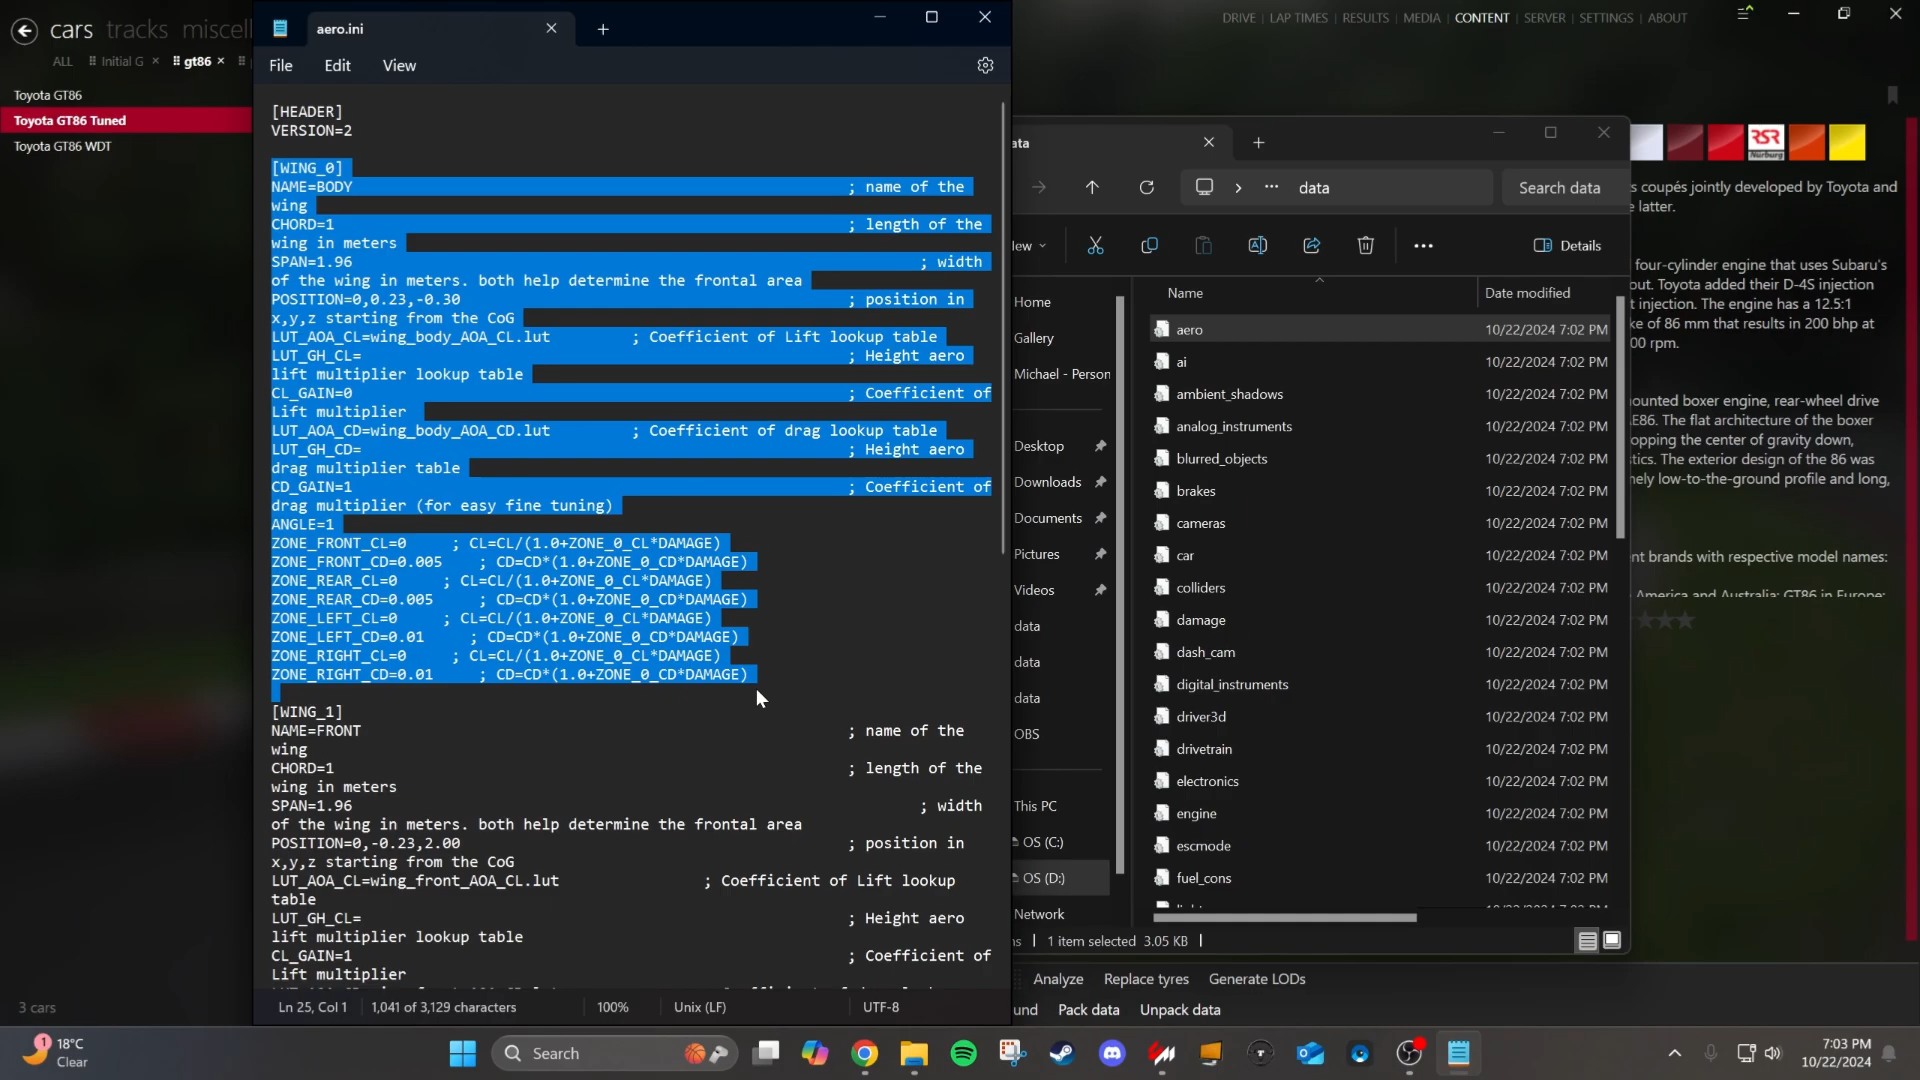 cars tracks miscell
ALL Initial G × gt86 ×
Toyota GT86
Toyota GT86 Tuned
Toyota GT86 WDT
3 cars
aero.ini
File Edit View
[HEADER]
VERSION=2
[WING_0]
NAME=BODY ; name of the
wing
CHORD=1 ; length of the
wing in meters
SPAN=1.96 ; width
of the wing in meters. both help determine the frontal area
POSITION=0,0.23,-0.30 ; position in
x,y,z starting from the CoG
LUT_AOA_CL=wing_body_AOA_CL.lut ; Coefficient of Lift lookup table
LUT_GH_CL= ; Height aero
lift multiplier lookup table
CL_GAIN=0 ; Coefficient of
Lift multiplier
LUT_AOA_CD=wing_body_AOA_CD.lut ; Coefficient of drag lookup table
LUT_GH_CD= ; Height aero
drag multiplier table
CD_GAIN=1 ; Coefficient of
drag multiplier (for easy fine tuning)
ANGLE=1
ZONE_FRONT_CL=0 ; CL=CL/(1.0+ZONE_0_CL*DAMAGE)
ZONE_FRONT_CD=0.005 ; CD=CD*(1.0+ZONE_0_CD*DAMAGE)
ZONE_REAR_CL=0 ; CL=CL/(1.0+ZONE_0_CL*DAMAGE)
ZONE_REAR_CD=0.005 ; CD=CD*(1.0+ZONE_0_CD*DAMAGE)
ZONE_LEFT_CL=0 ; CL=CL/(1.0+ZONE_0_CL*DAMAGE)
ZONE_LEFT_CD=0.01 ; CD=CD*(1.0+ZONE_0_CD*DAMAGE)
ZONE_RIGHT_CL=0 ; CL=CL/(1.0+ZONE_0_CL*DAMAGE)
ZONE_RIGHT_CD=0.01 ; CD=CD*(1.0+ZONE_0_CD*DAMAGE)
[WING_1]
NAME=FRONT ; name of the
wing
CHORD=1 ; length of the
wing in meters
SPAN=1.96 ; width
of the wing in meters. both help determine the frontal area
POSITION=0,-0.23,2.00 ; position in
x,y,z starting from the CoG
LUT_AOA_CL=wing_front_AOA_CL.lut ; Coefficient of Lift lookup
table
LUT_GH_CL= ; Height aero
lift multiplier lookup table
CL_GAIN=1 ; Coefficient of
Lift multiplier
Ln 25, Col 1 1,041 of 3,129 characters 100% Unix (LF) UTF-8
DRIVE LAP TIMES RESULTS MEDIA CONTENT SERVER SETTINGS ABOUT
ata
data Search data
ew Details
Home
Gallery
Michael - Person
Desktop
Downloads
Documents
Pictures
Videos
data
data
data
OBS
This PC
OS (C:)
OS (D:)
Network
Name Date modified
aero 10/22/2024 7:02 PM
ai 10/22/2024 7:02 PM
ambient_shadows 10/22/2024 7:02 PM
analog_instruments 10/22/2024 7:02 PM
blurred_objects 10/22/2024 7:02 PM
brakes 10/22/2024 7:02 PM
cameras 10/22/2024 7:02 PM
car 10/22/2024 7:02 PM
colliders 10/22/2024 7:02 PM
damage 10/22/2024 7:02 PM
dash_cam 10/22/2024 7:02 PM
digital_instruments 10/22/2024 7:02 PM
driver3d 10/22/2024 7:02 PM
drivetrain 10/22/2024 7:02 PM
electronics 10/22/2024 7:02 PM
engine 10/22/2024 7:02 PM
escmode 10/22/2024 7:02 PM
fuel_cons 10/22/2024 7:02 PM
ns 1 item selected 3.05 KB
RSR
Nürburg
s coupés jointly developed by Toyota and
e latter.
four-cylinder engine that uses Subaru's
out. Toyota added their D-4S injection
t injection. The engine has a 12.5:1
ke of 86 mm that results in 200 bhp at
00 rpm.
ounted boxer engine, rear-wheel drive
E86. The flat architecture of the boxer
opping the center of gravity down,
stics. The exterior design of the 86 was
nely low-to-the-ground profile and long,
nt brands with respective model names:
America and Australia; GT86 in Europe;
Analyze Replace tyres Generate LODs
und Pack data Unpack data
1 18°C
Clear
Search
7:03 PM
10/22/2024